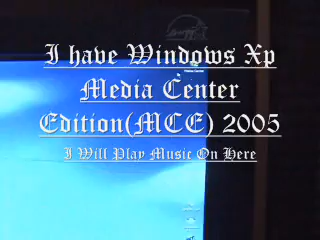 I have Windows Xp
Media Center
Edition(MCE) 2005
I Will Play Music On Here